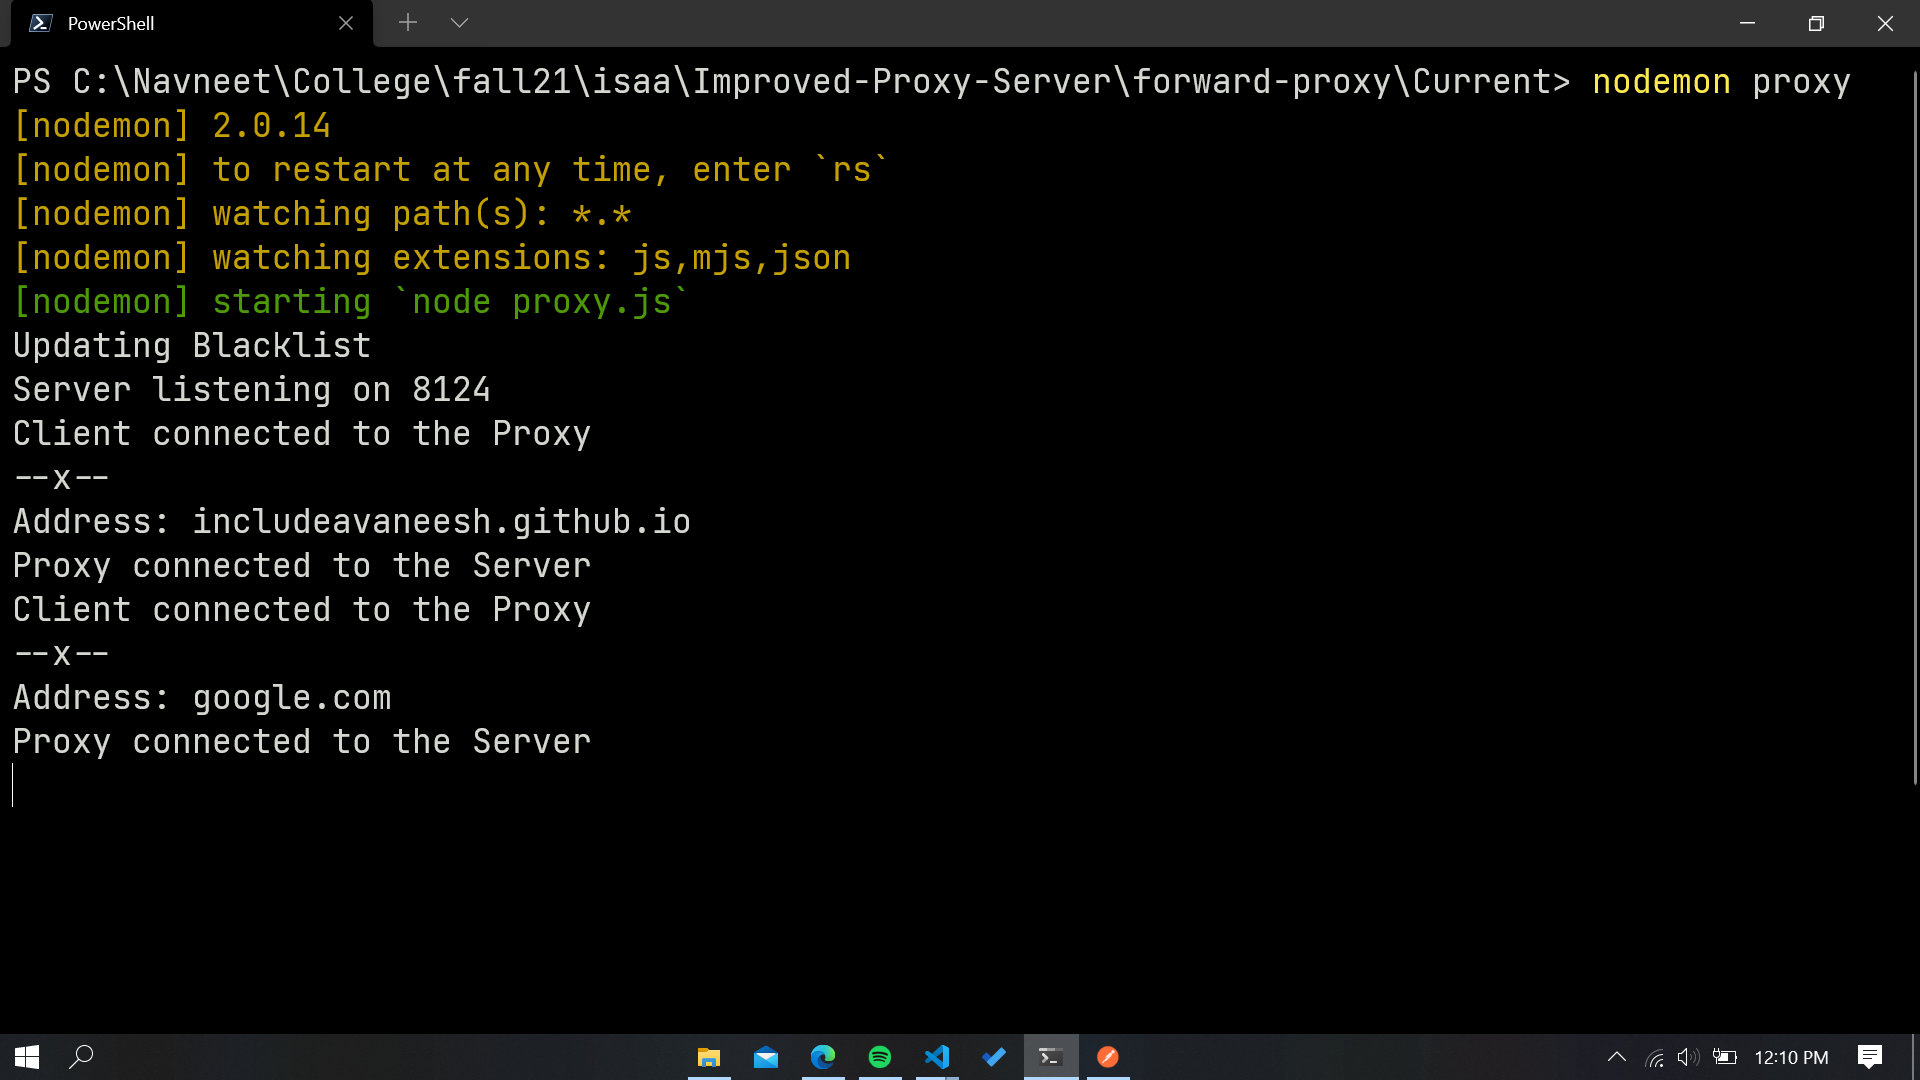 PowerShell
PS C:\Navneet\College\fall21\isaa\Improved-Proxy-Server\forward-proxy\Current> nodemon proxy
[nodemon] 2.0.14
[nodemon] to restart at any time, enter `rs`
[nodemon] watching path(s): *.*
[nodemon] watching extensions: js,mjs,json
[nodemon] starting `node proxy.js`
Updating Blacklist
Server listening on 8124
Client connected to the Proxy
--x--
Address: includeavaneesh.github.io
Proxy connected to the Server
Client connected to the Proxy
--x--
Address: google.com
Proxy connected to the Server
12:10 PM